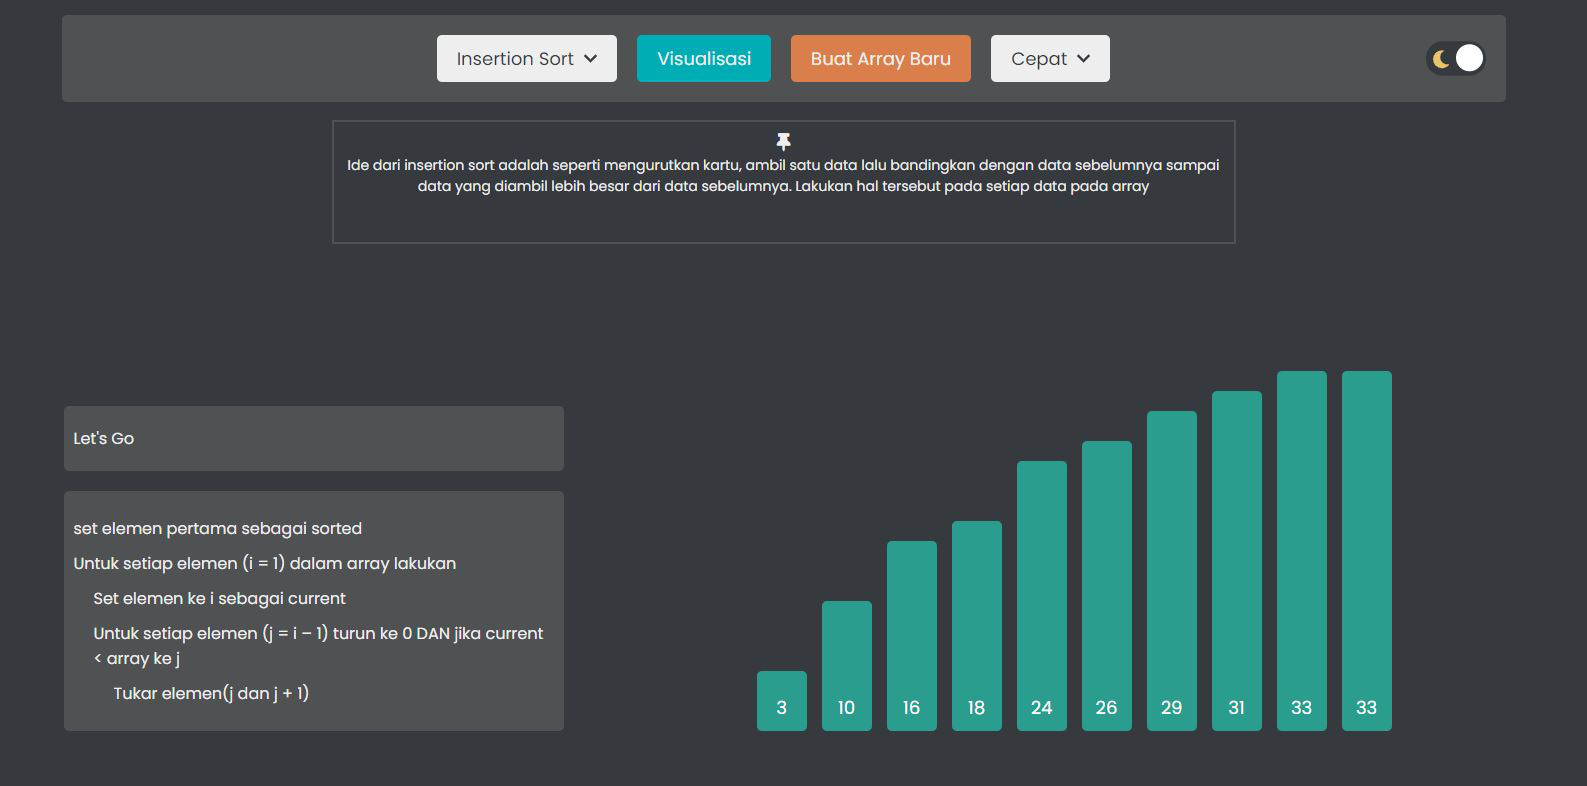 Insertion Sort
Visualisasi
Buat Array Baru
Cepat
Ide dari insertion sort adalah seperti mengurutkan kartu, ambil satu data lalu bandingkan dengan data sebelumnya sampai
data yang diambil lebih besar dari data sebelumnya. Lakukan hal tersebut pada setiap data pada array
Let's Go
set elemen pertama sebagai sorted
Untuk setiap elemen (i = 1) dalam array lakukan
Set elemen ke i sebagai current
Untuk setiap elemen (j = i – 1) turun ke 0 DAN jika current
< array ke j
Tukar elemen(j dan j + 1)
3 10 16 18 24 26 29 31 33 33